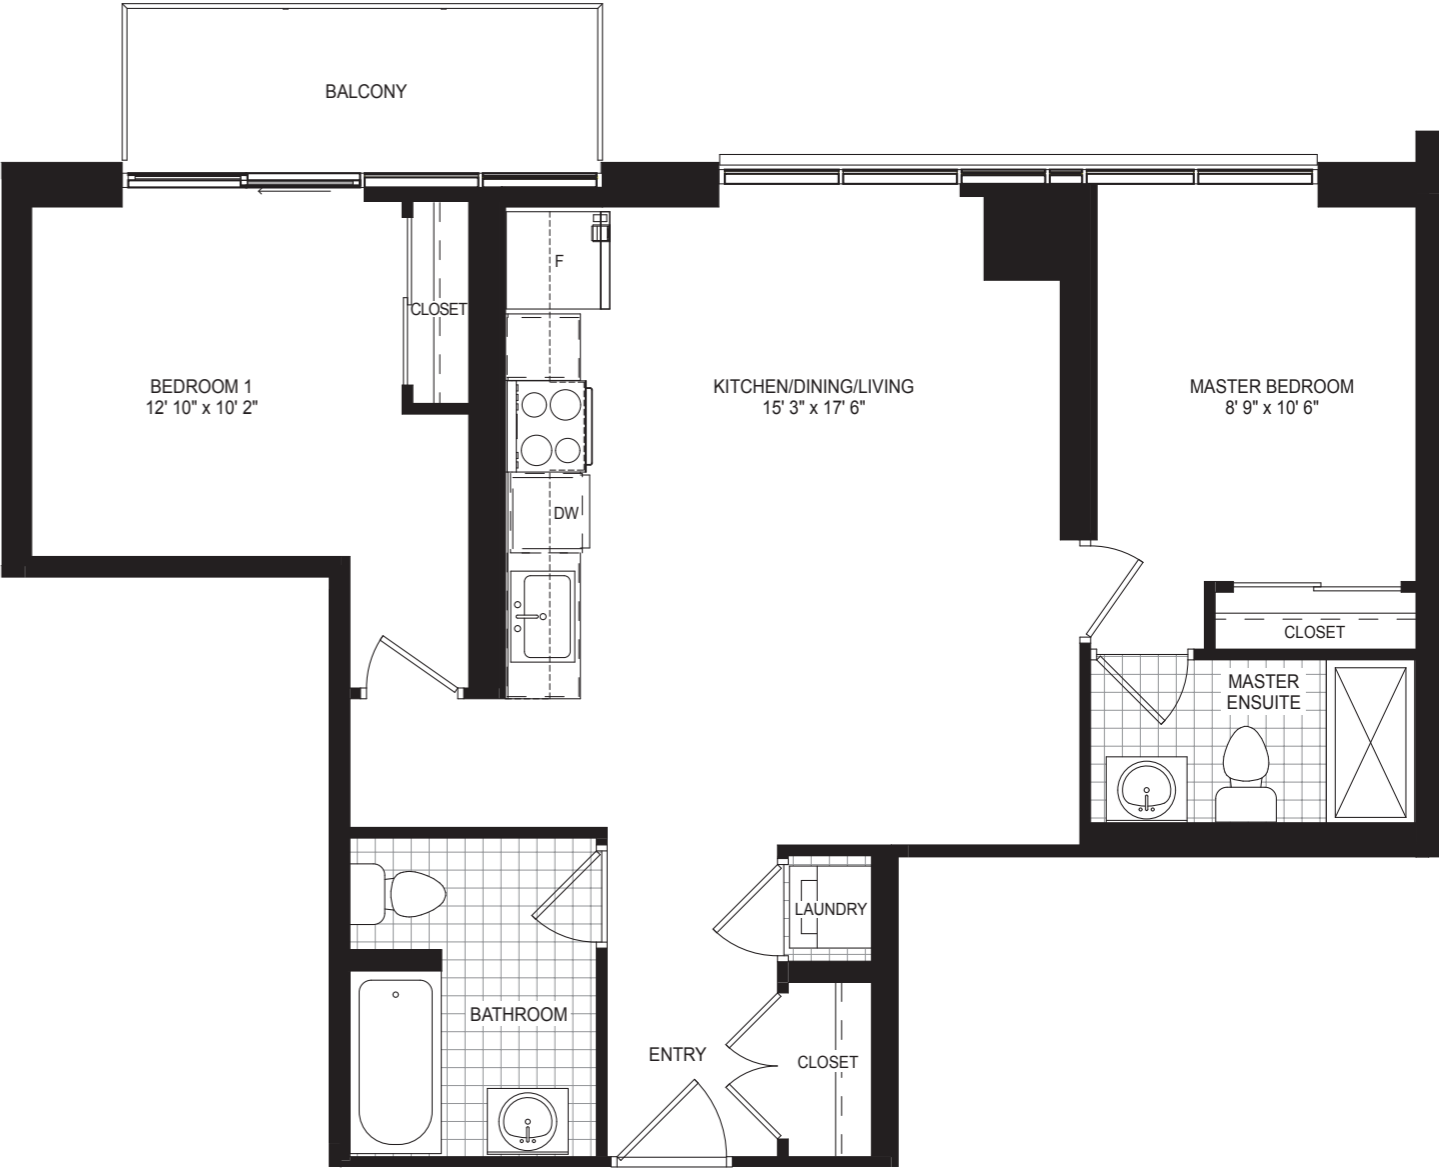 BALCONY
F
CLOSET
BEDROOM 1
12' 10" x 10' 2"
KITCHEN/DINING/LIVING
15' 3" x 17' 6"
MASTER BEDROOM
8' 9" x 10' 6"
DW
CLOSET
MASTER
ENSUITE
LAUNDRY
BATHROOM
ENTRY
CLOSET